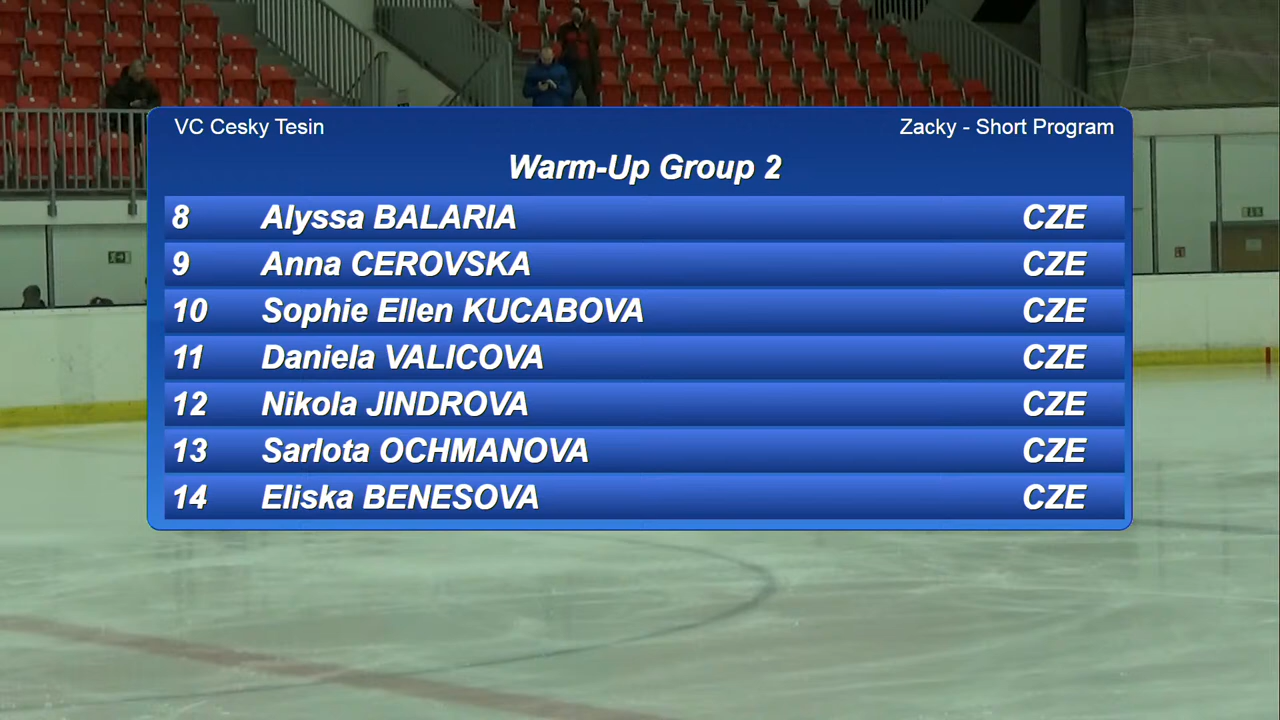 VC Cesky Tesin Zacky - Short Program
Warm-Up Group 2
8 Alyssa BALARIA CZE
9 Anna CEROVSKA CZE
10 Sophie Ellen KUCABOVA CZE
11 Daniela VALICOVA CZE
12 Nikola JINDROVA CZE
13 Sarlota OCHMANOVA CZE
14 Eliska BENESOVA CZE